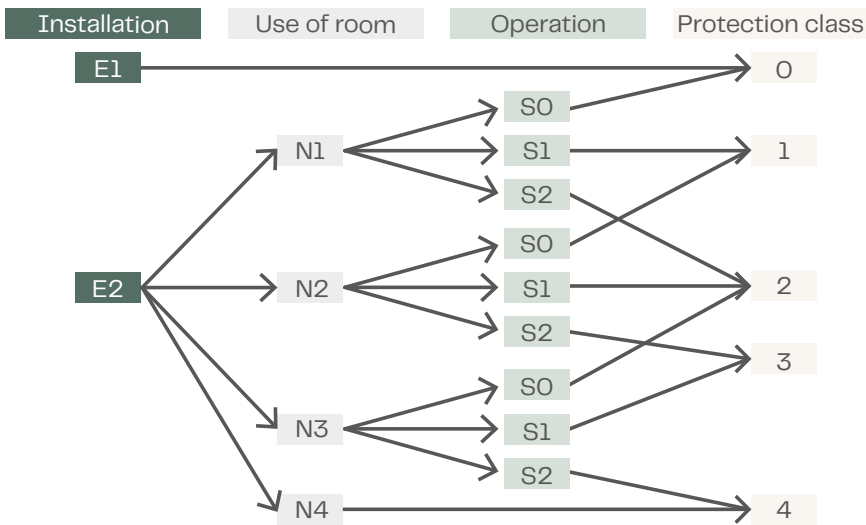 Installation Use of room Operation Protection class
E1 0
S0
N1 S1 1
S2
S0
E2 N2 S1 2
S2 3
S0
N3 S1
S2
N4 4